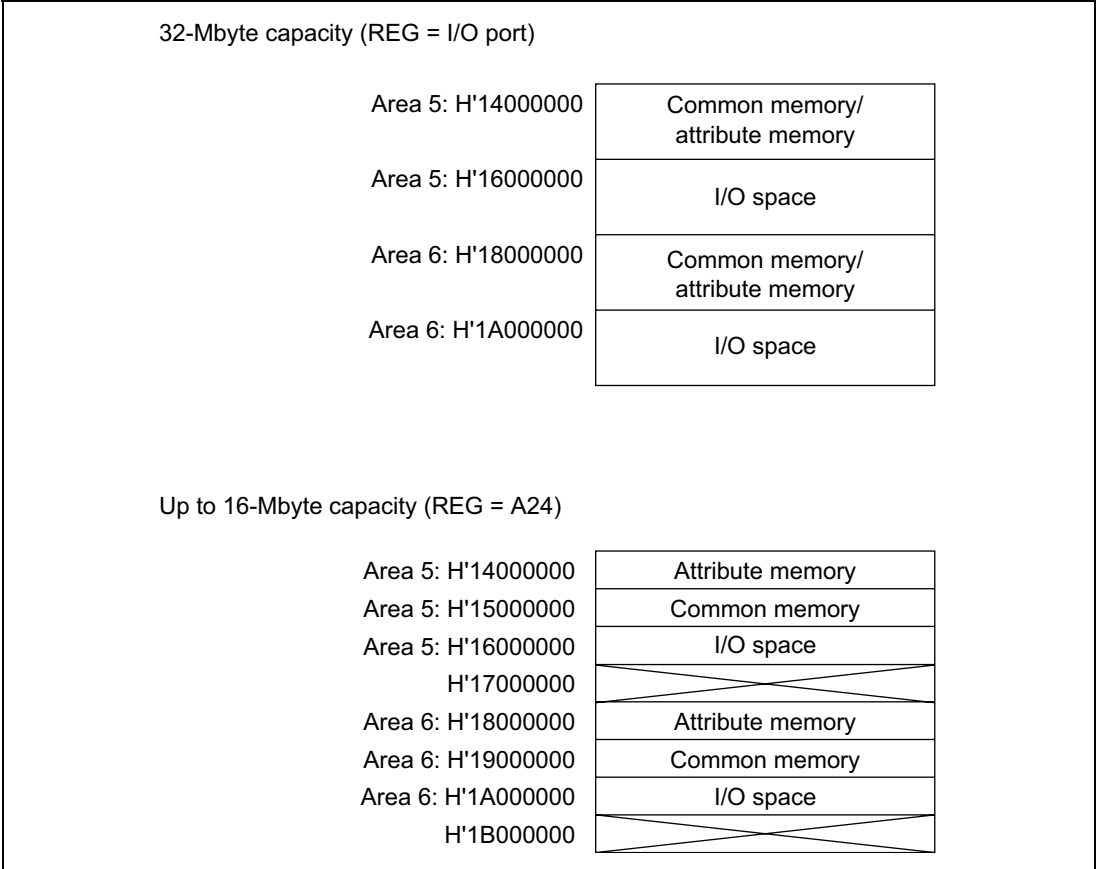 32-Mbyte capacity (REG = I/O port)
Area 5: H'14000000
Common memory/
attribute memory
Area 5: H'16000000
I/O space
Area 6: H'18000000
Common memory/
attribute memory
Area 6: H'1A000000
I/O space
Up to 16-Mbyte capacity (REG = A24)
Area 5: H'14000000 Attribute memory
Area 5: H'15000000 Common memory
Area 5: H'16000000 I/O space
H'17000000
Area 6: H'18000000 Attribute memory
Area 6: H'19000000 Common memory
Area 6: H'1A000000 I/O space
H'1B000000